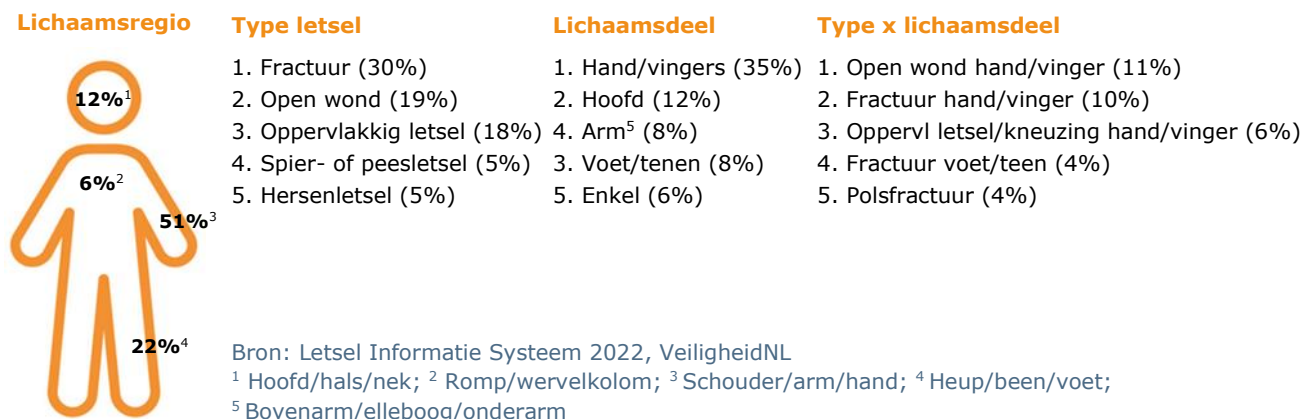 Lichaamsregio
12%¹
6%²
51%³
22%⁴
Type letsel
1. Fractuur (30%)
2. Open wond (19%)
3. Oppervlakkig letsel (18%)
4. Spier- of peesletsel (5%)
5. Hersenletsel (5%)
Lichaamsdeel
1. Hand/vingers (35%)
2. Hoofd (12%)
4. Arm⁵ (8%)
3. Voet/tenen (8%)
5. Enkel (6%)
Type x lichaamsdeel
1. Open wond hand/vinger (11%)
2. Fractuur hand/vinger (10%)
3. Oppervl letsel/kneuzing hand/vinger (6%)
4. Fractuur voet/teen (4%)
5. Polsfractuur (4%)
Bron: Letsel Informatie Systeem 2022, VeiligheidNL
¹ Hoofd/hals/nek; ² Romp/wervelkolom; ³ Schouder/arm/hand; ⁴ Heup/been/voet;
⁵ Bovenarm/elleboog/onderarm